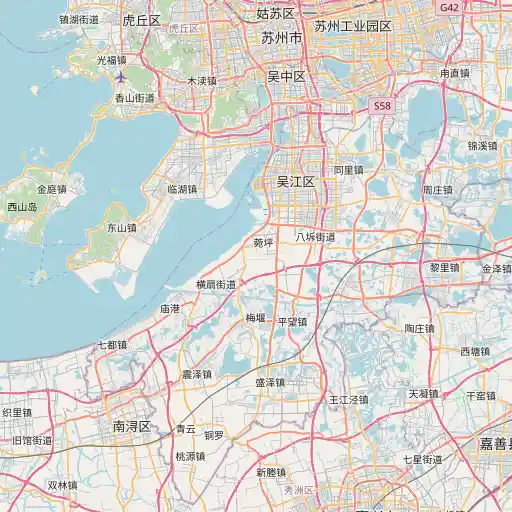 镇湖街道
虎丘区
虎丘区
姑苏区
苏州市
苏州工业园区
G42
光福镇
木渎镇
吴中区
甪直镇
香山街道
S58
锦溪镇
同里镇
吴江区
金庭镇
临湖镇
周庄镇
西山岛
东山镇
八坼街道
菀坪
黎里镇
金泽镇
横扇街道
庙港
梅堰
平望镇
陶庄镇
七都镇
西塘镇
震泽镇
盛泽镇
天凝镇
干窑镇
王江泾镇
织里镇
南浔区
青云
铜罗
旧馆街道
嘉善县
桃源镇
七星街道
新塍镇
双林镇
秀洲区